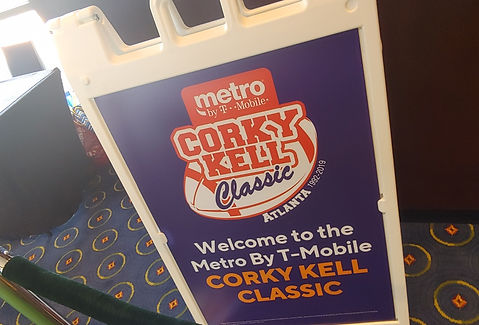 metro
by T-Mobile
CORKY
KELL
Classic
ATLANTA 1992-2019
Welcome to the
Metro By T-Mobile
CORKY KELL
CLASSIC